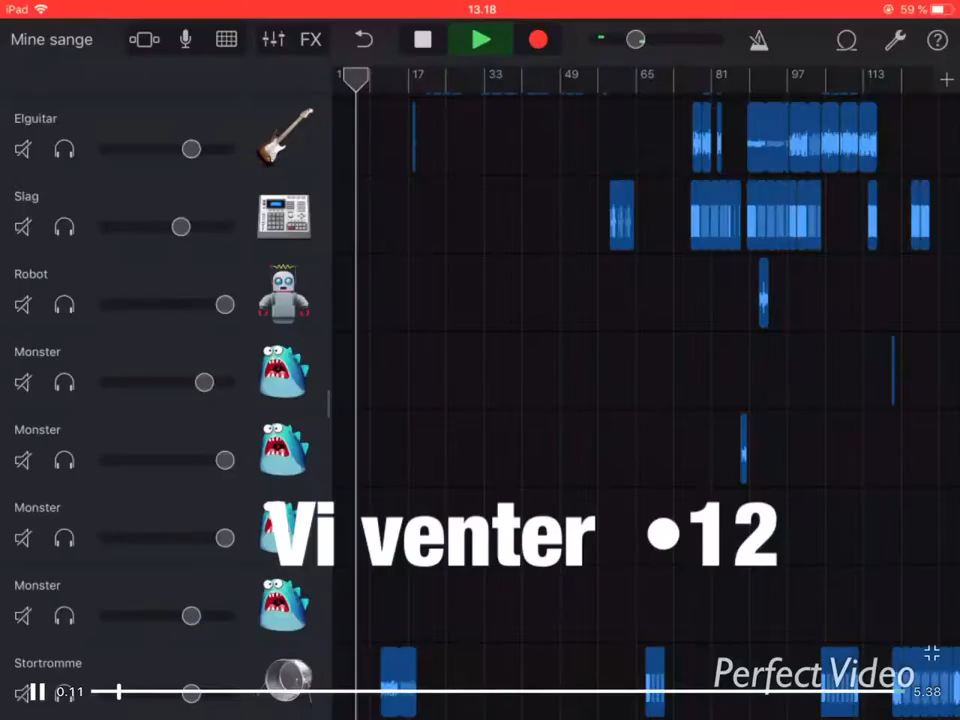 iPad 13.18 59 %
Mine sange FX
1 17 33 49 65 81 97 113
Elguitar
Slag
Robot
Monster
Monster
Monster
Vi venter •12
Monster
Stortromme
Perfect Video
0.11 5.38